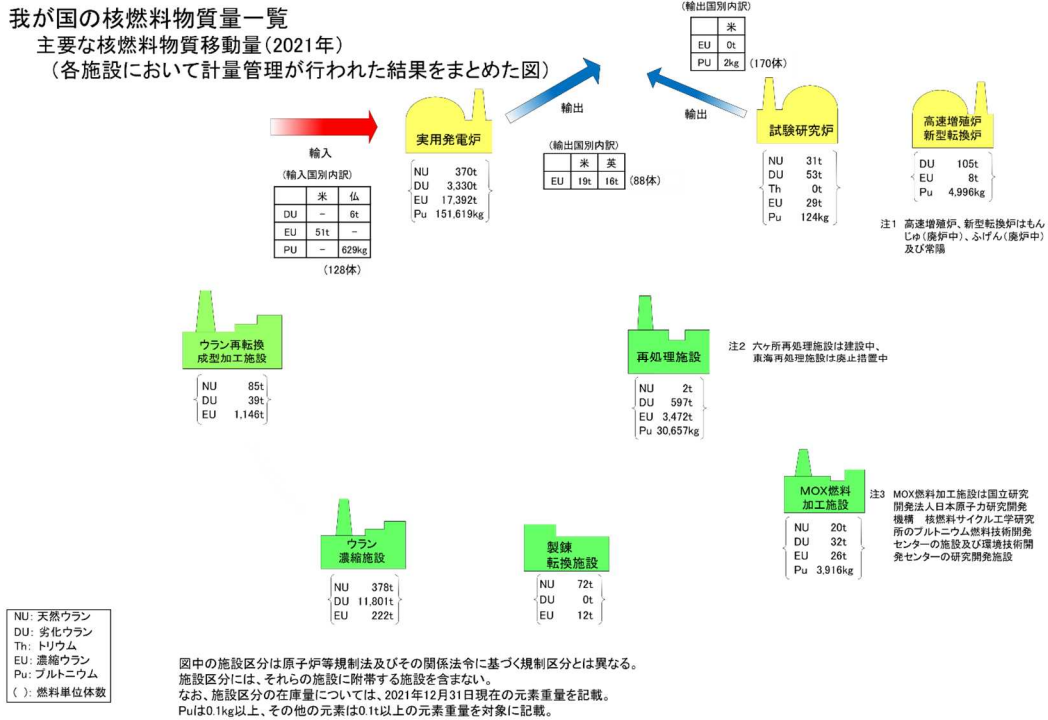 我が国の核燃料物質量一覧
主要な核燃料物質移動量(2021年)
(各施設において計量管理が行われた結果をまとめた図)
(輸出国別内訳)
米
EU 0t
PU 2kg (170体)
輸入
(輸入国別内訳)
米 仏
DU - 6t
EU 51t -
PU - 629kg
(128体)
実用発電炉
NU 370t
DU 3,330t
EU 17,392t
Pu 151,619kg
輸出
(輸出国別内訳)
米 英
EU 19t 16t (88体)
輸出
試験研究炉
NU 31t
DU 53t
Th 0t
EU 29t
Pu 124kg
高速増殖炉
新型転換炉
DU 105t
EU 8t
Pu 4,996kg
注1 高速増殖炉、新型転換炉はもん
じゅ(廃炉中)、ふげん(廃炉中)
及び常陽
ウラン再転換
成型加工施設
NU 85t
DU 39t
EU 1,146t
再処理施設
NU 2t
DU 597t
EU 3,472t
Pu 30,657kg
注2 六ヶ所再処理施設は建設中、
東海再処理施設は廃止措置中
MOX燃料
加工施設
NU 20t
DU 32t
EU 26t
Pu 3,916kg
注3 MOX燃料加工施設は国立研究
開発法人日本原子力研究開発
機構 核燃料サイクル工学研究
所のプルトニウム燃料技術開発
センターの施設及び環境技術開
発センターの研究開発施設
ウラン
濃縮施設
NU 378t
DU 11,801t
EU 222t
製錬
転換施設
NU 72t
DU 0t
EU 12t
NU: 天然ウラン
DU: 劣化ウラン
Th: トリウム
EU: 濃縮ウラン
Pu: プルトニウム
( ): 燃料単位体数
図中の施設区分は原子炉等規制法及びその関係法令に基づく規制区分とは異なる。
施設区分には、それらの施設に附帯する施設を含まない。
なお、施設区分の在庫量については、2021年12月31日現在の元素重量を記載。
Puは0.1kg以上、その他の元素は0.1t以上の元素重量を対象に記載。